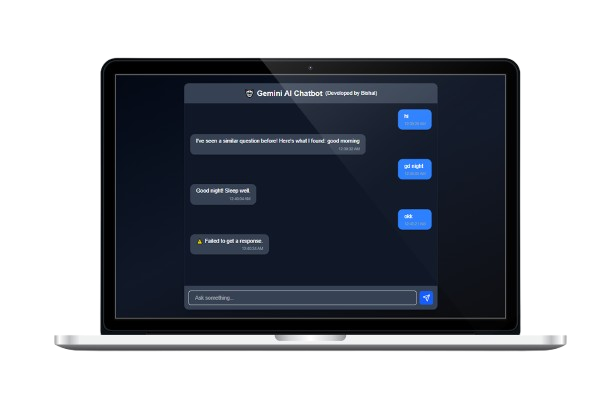 Gemini AI Chatbot (Developed by Bishal)
hi
I've seen a similar question before! Here's what I found: good morning
gd night
Good night! Sleep well.
okk
⚠ Failed to get a response.
Ask something...